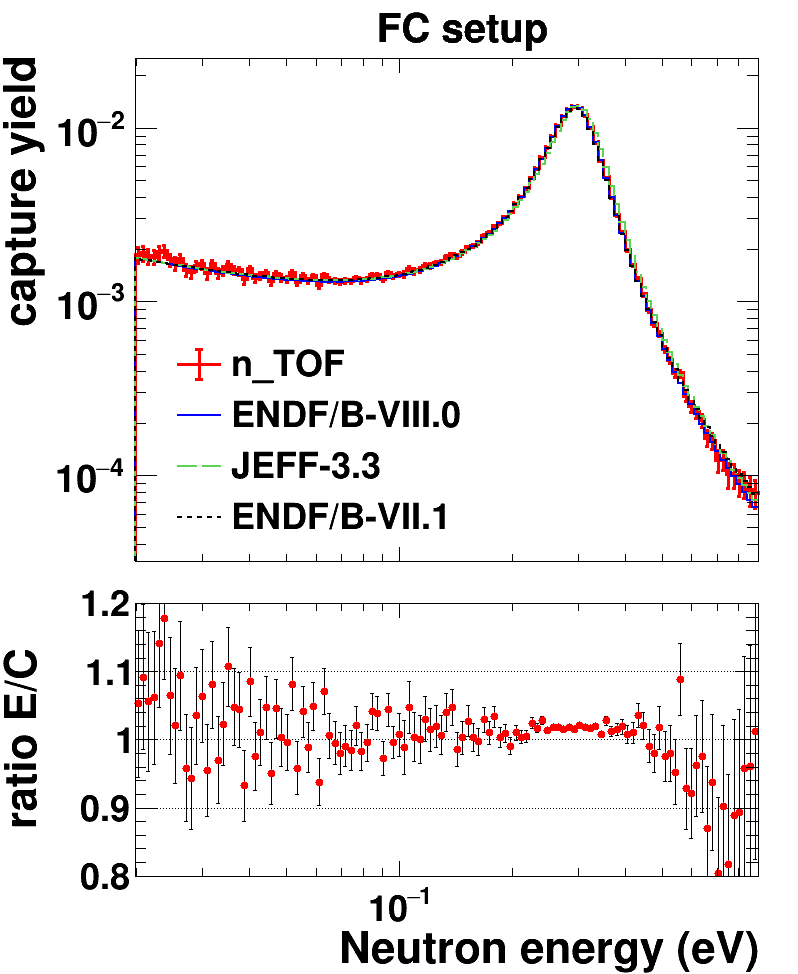 FC setup
capture yield
10−2
10−3
10−4
n_TOF
ENDF/B-VIII.0
JEFF-3.3
ENDF/B-VII.1
ratio E/C
1.2
1.1
1
0.9
0.8
10−1
Neutron energy (eV)